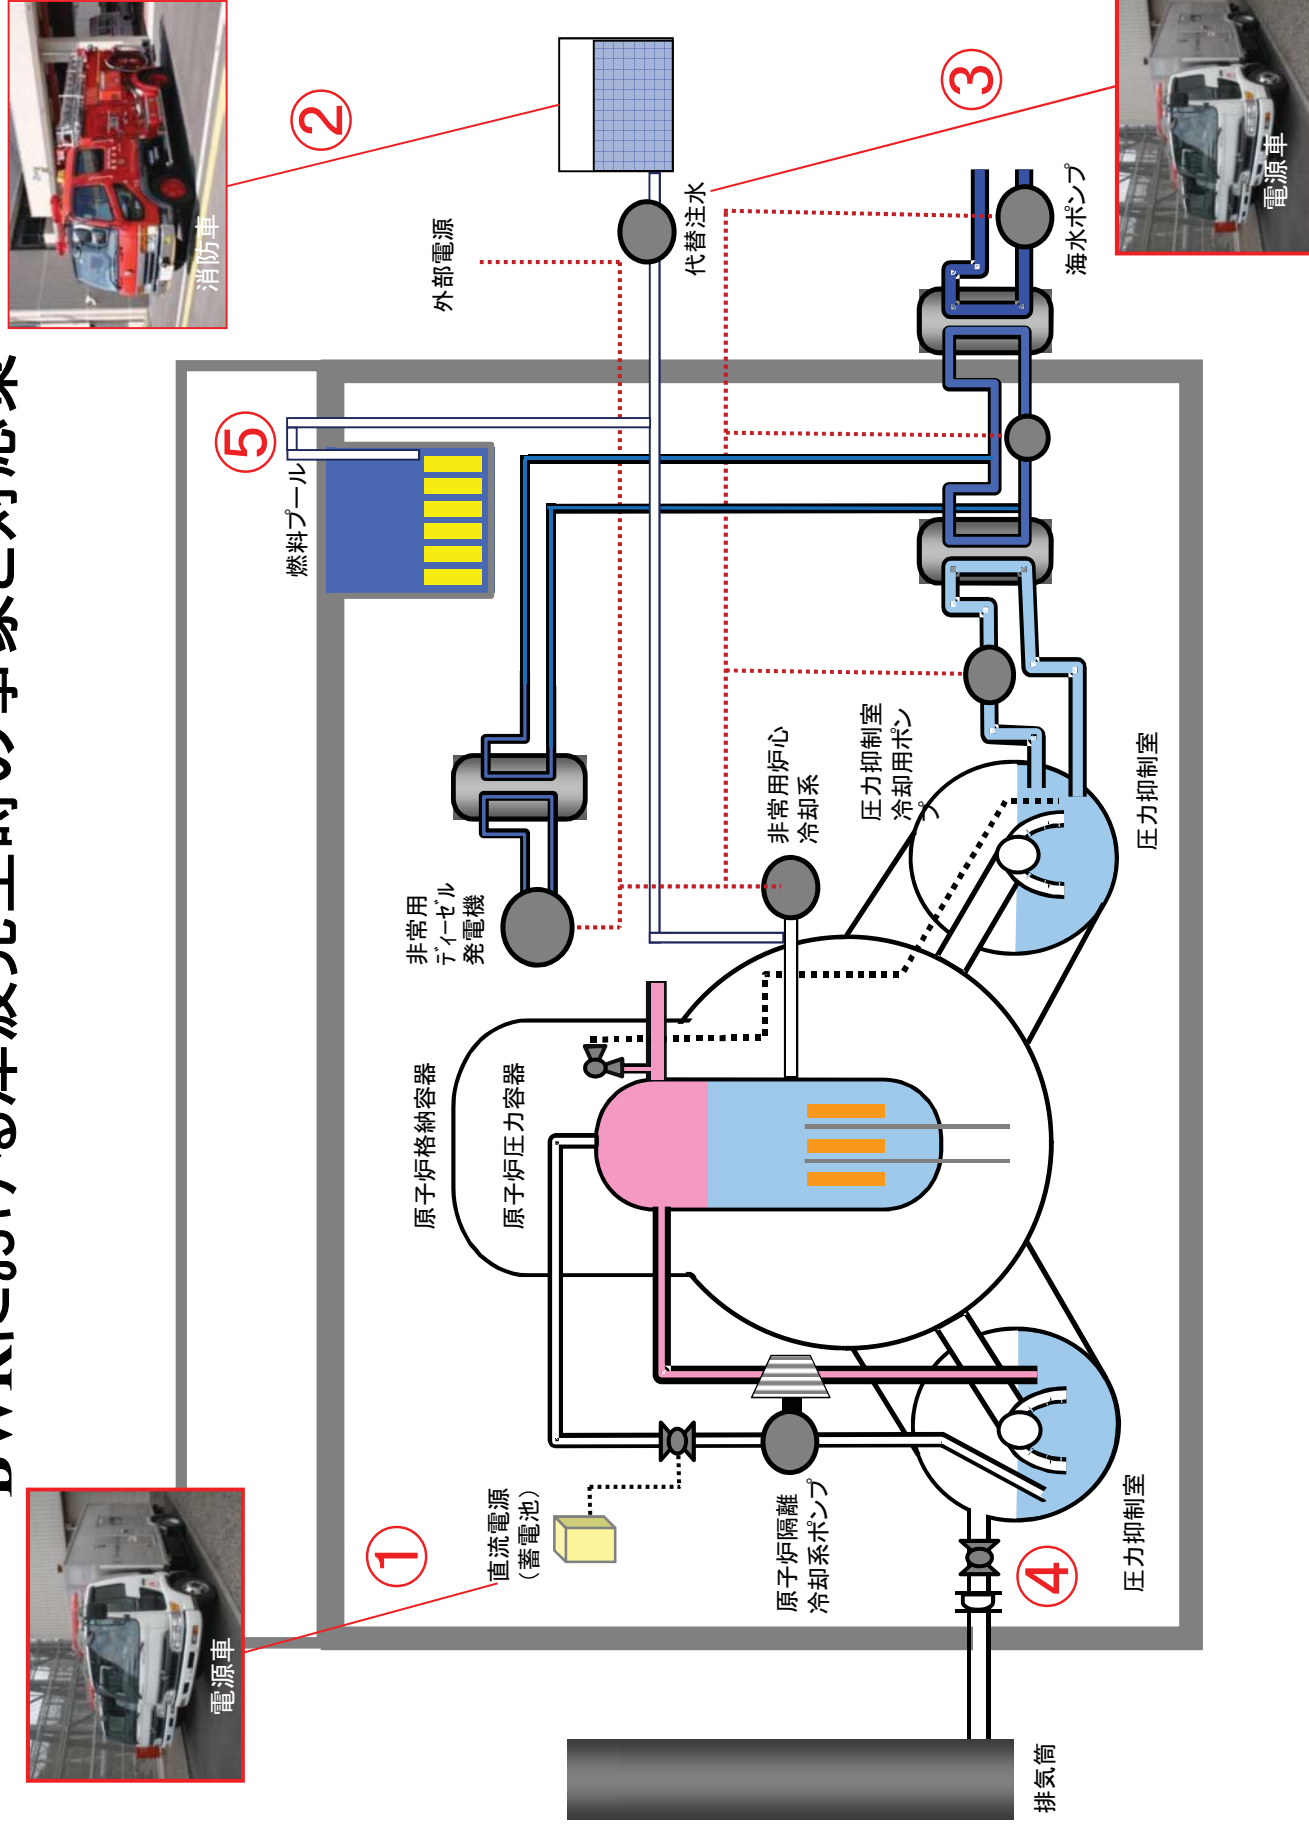 BWRにおける津波発生時の事象と対応策
電源車
消防車
①
②
⑤
燃料プール
原子炉格納容器
非常用
ディーゼル
発電機
外部電源
直流電源
(蓄電池)
原子炉圧力容器
代替注水
③
原子炉隔離
冷却系ポンプ
非常用炉心
冷却系
圧力抑制室
冷却用ポン
プ
海水ポンプ
④
排気筒
圧力抑制室
圧力抑制室
電源車